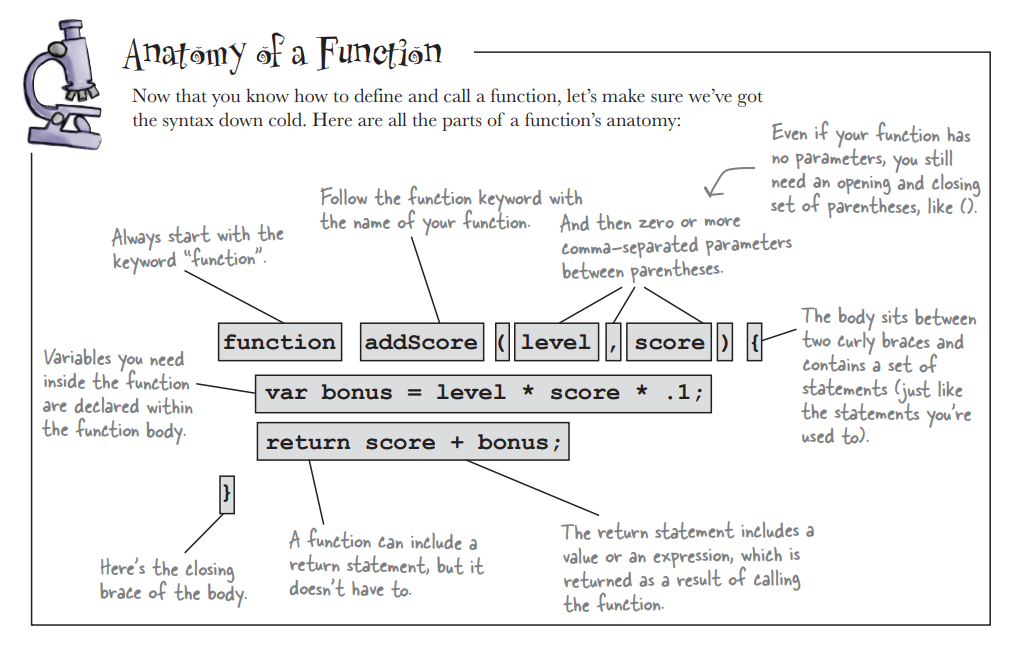 Anatomy of a Function
Now that you know how to define and call a function, let's make sure we've got
the syntax down cold. Here are all the parts of a function's anatomy:
Even if your function has
no parameters, you still
need an opening and closing
set of parentheses, like ().
Follow the function keyword with
the name of your function.
And then zero or more
comma-separated parameters
between parentheses.
Always start with the
keyword "function".
function addScore ( level , score ) {
The body sits between
two curly braces and
contains a set of
statements (just like
the statements you're
used to).
Variables you need
inside the function
are declared within
the function body.
var bonus = level * score * .1;
return score + bonus;
}
Here's the closing
brace of the body.
A function can include a
return statement, but it
doesn't have to.
The return statement includes a
value or an expression, which is
returned as a result of calling
the function.